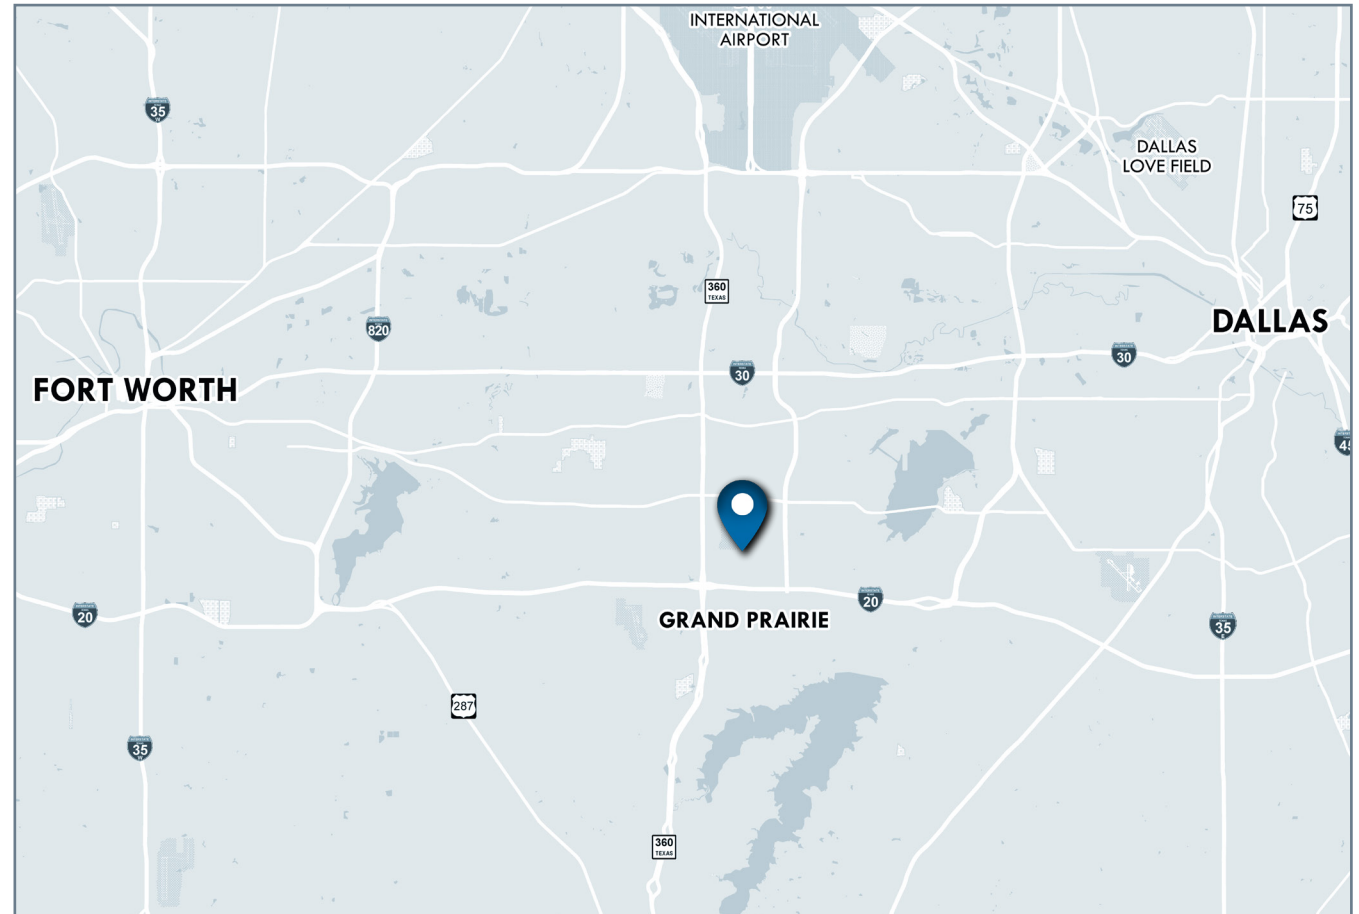 INTERNATIONAL
AIRPORT
35
DALLAS
LOVE FIELD
75
360
TEXAS
820
DALLAS
30
30
FORT WORTH
20
20
GRAND PRAIRIE
35
287
35
360
TEXAS